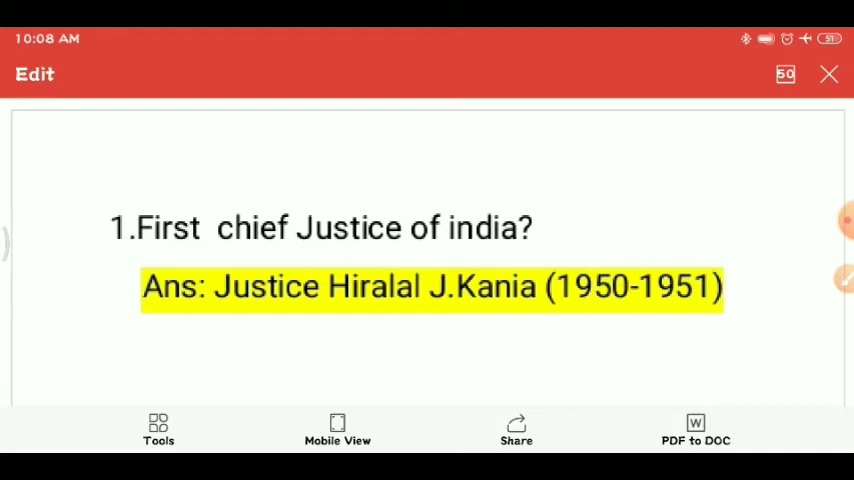 10:08 AM
51
Edit
50
1.First chief Justice of india?
Ans: Justice Hiralal J.Kania (1950-1951)
W
Tools
Mobile View
Share
PDF to DOC